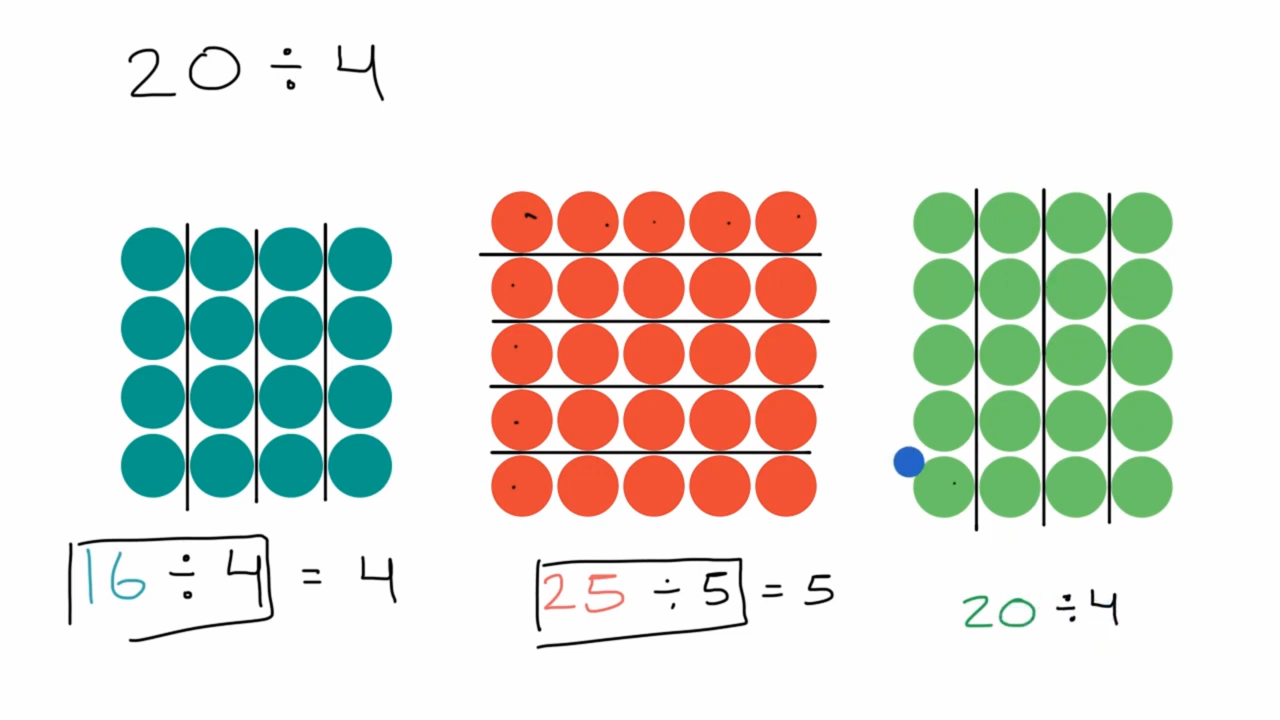 20 ÷ 4
16 ÷ 4 = 4
25 ÷ 5 = 5
20 ÷ 4